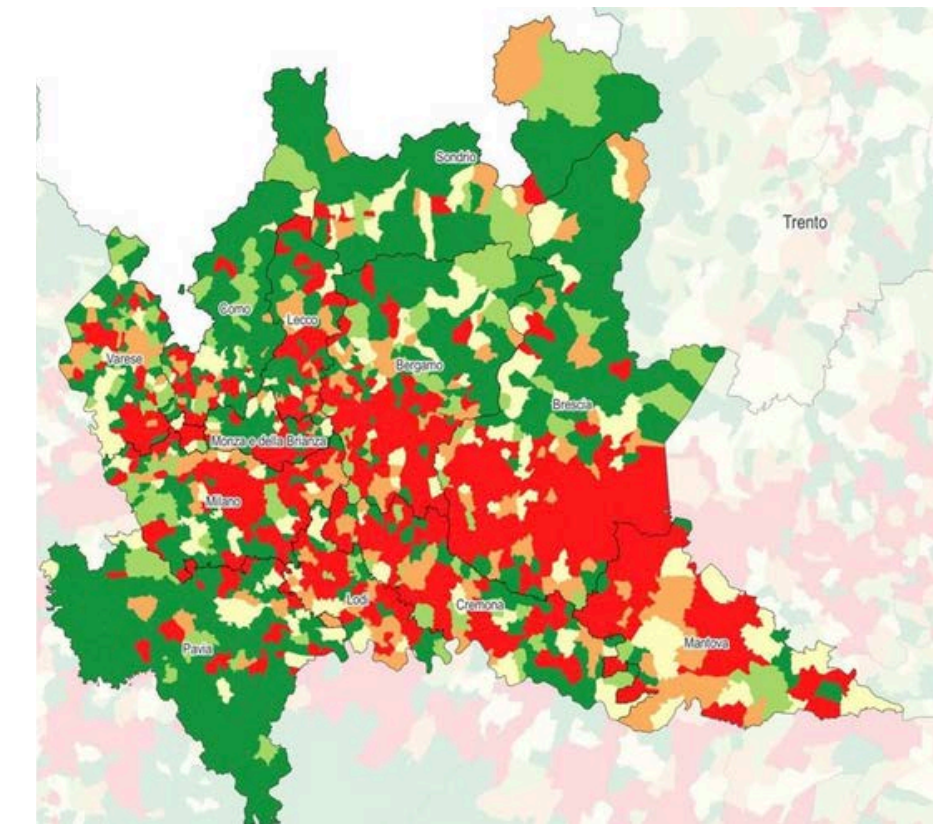 Sondrio
Trento
Como
Lecco
Varese
Bergamo
Brescia
Monza e della Brianza
Milano
Lodi
Cremona
Pavia
Mantova